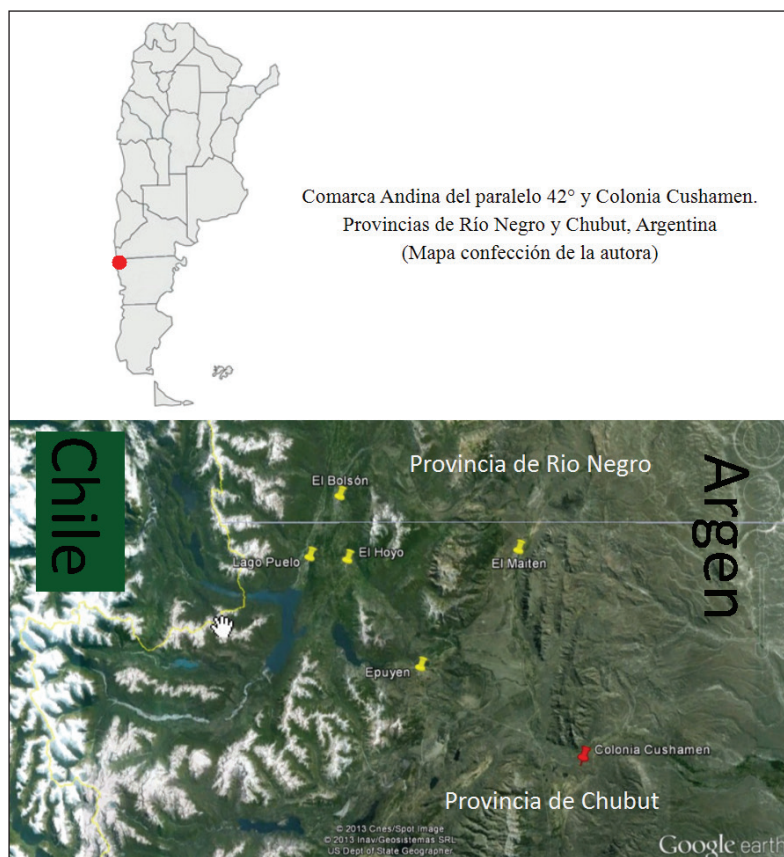 Comarca Andina del paralelo 42° y Colonia Cushamen.
Provincias de Río Negro y Chubut, Argentina
(Mapa confección de la autora)
Chile
Provincia de Rio Negro
Argen
El Bolsón
Lago Puelo
El Hoyo
El Maiten
Epuyen
Colonia Cushamen
Provincia de Chubut
© 2013 Cnes/Spot Image
© 2013 Inav/Geosistemas SRL
US Dept of State Geographer
Google earth